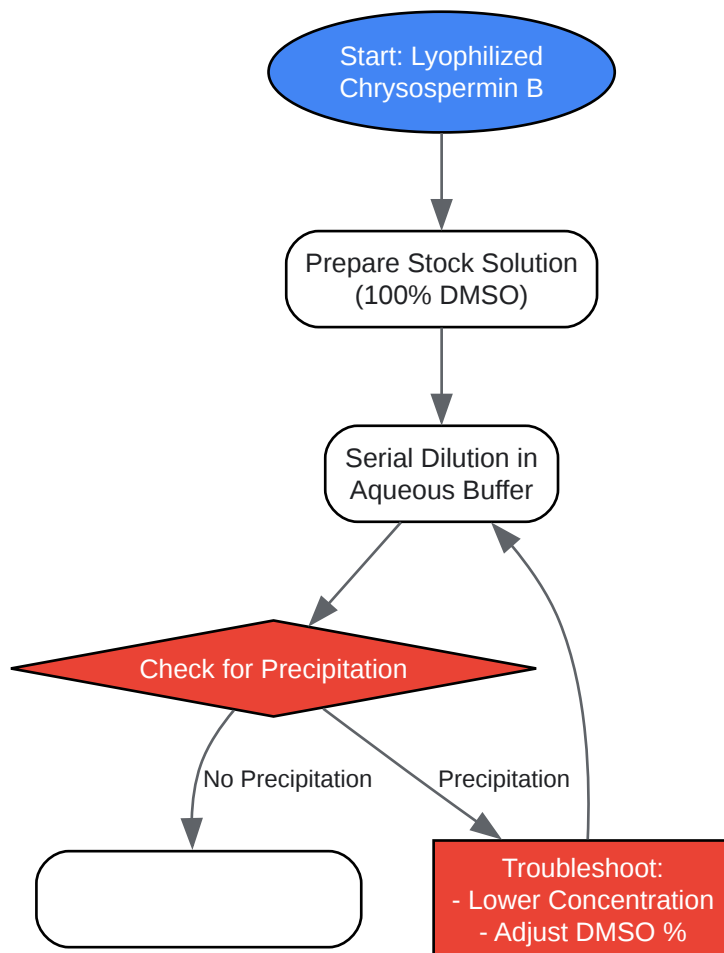 Start: Lyophilized
Chrysospermin B
Prepare Stock Solution
(100% DMSO)
Serial Dilution in
Aqueous Buffer
Check for Precipitation
No Precipitation
Precipitation
Troubleshoot:
- Lower Concentration
- Adjust DMSO %